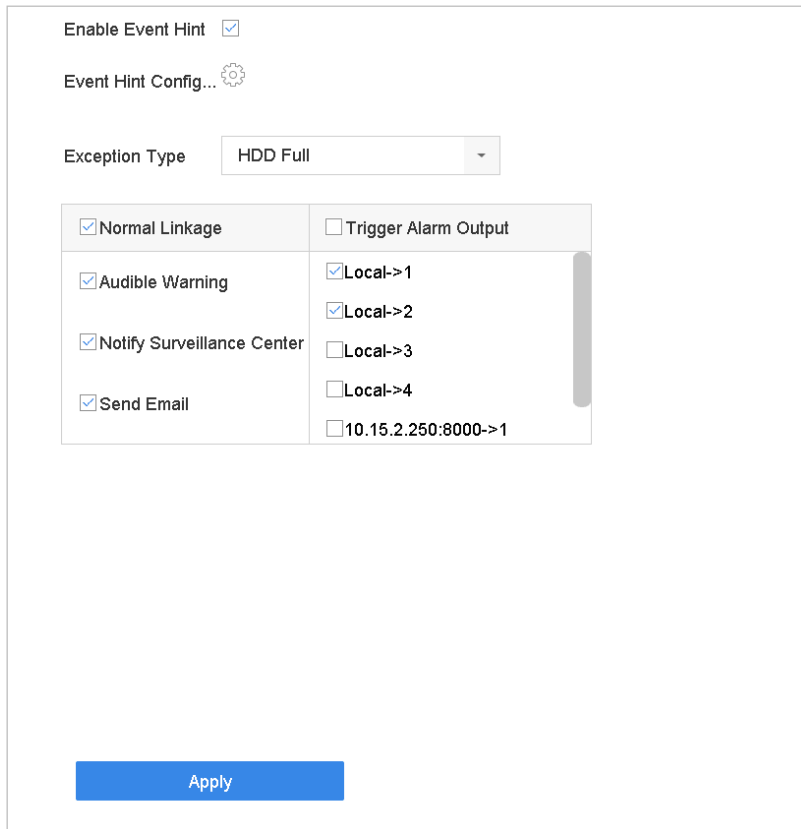 Enable Event Hint
Event Hint Config...
Exception Type HDD Full
Normal Linkage Trigger Alarm Output
Audible Warning
Notify Surveillance Center
Send Email
Local->1
Local->2
Local->3
Local->4
10.15.2.250:8000->1
Apply